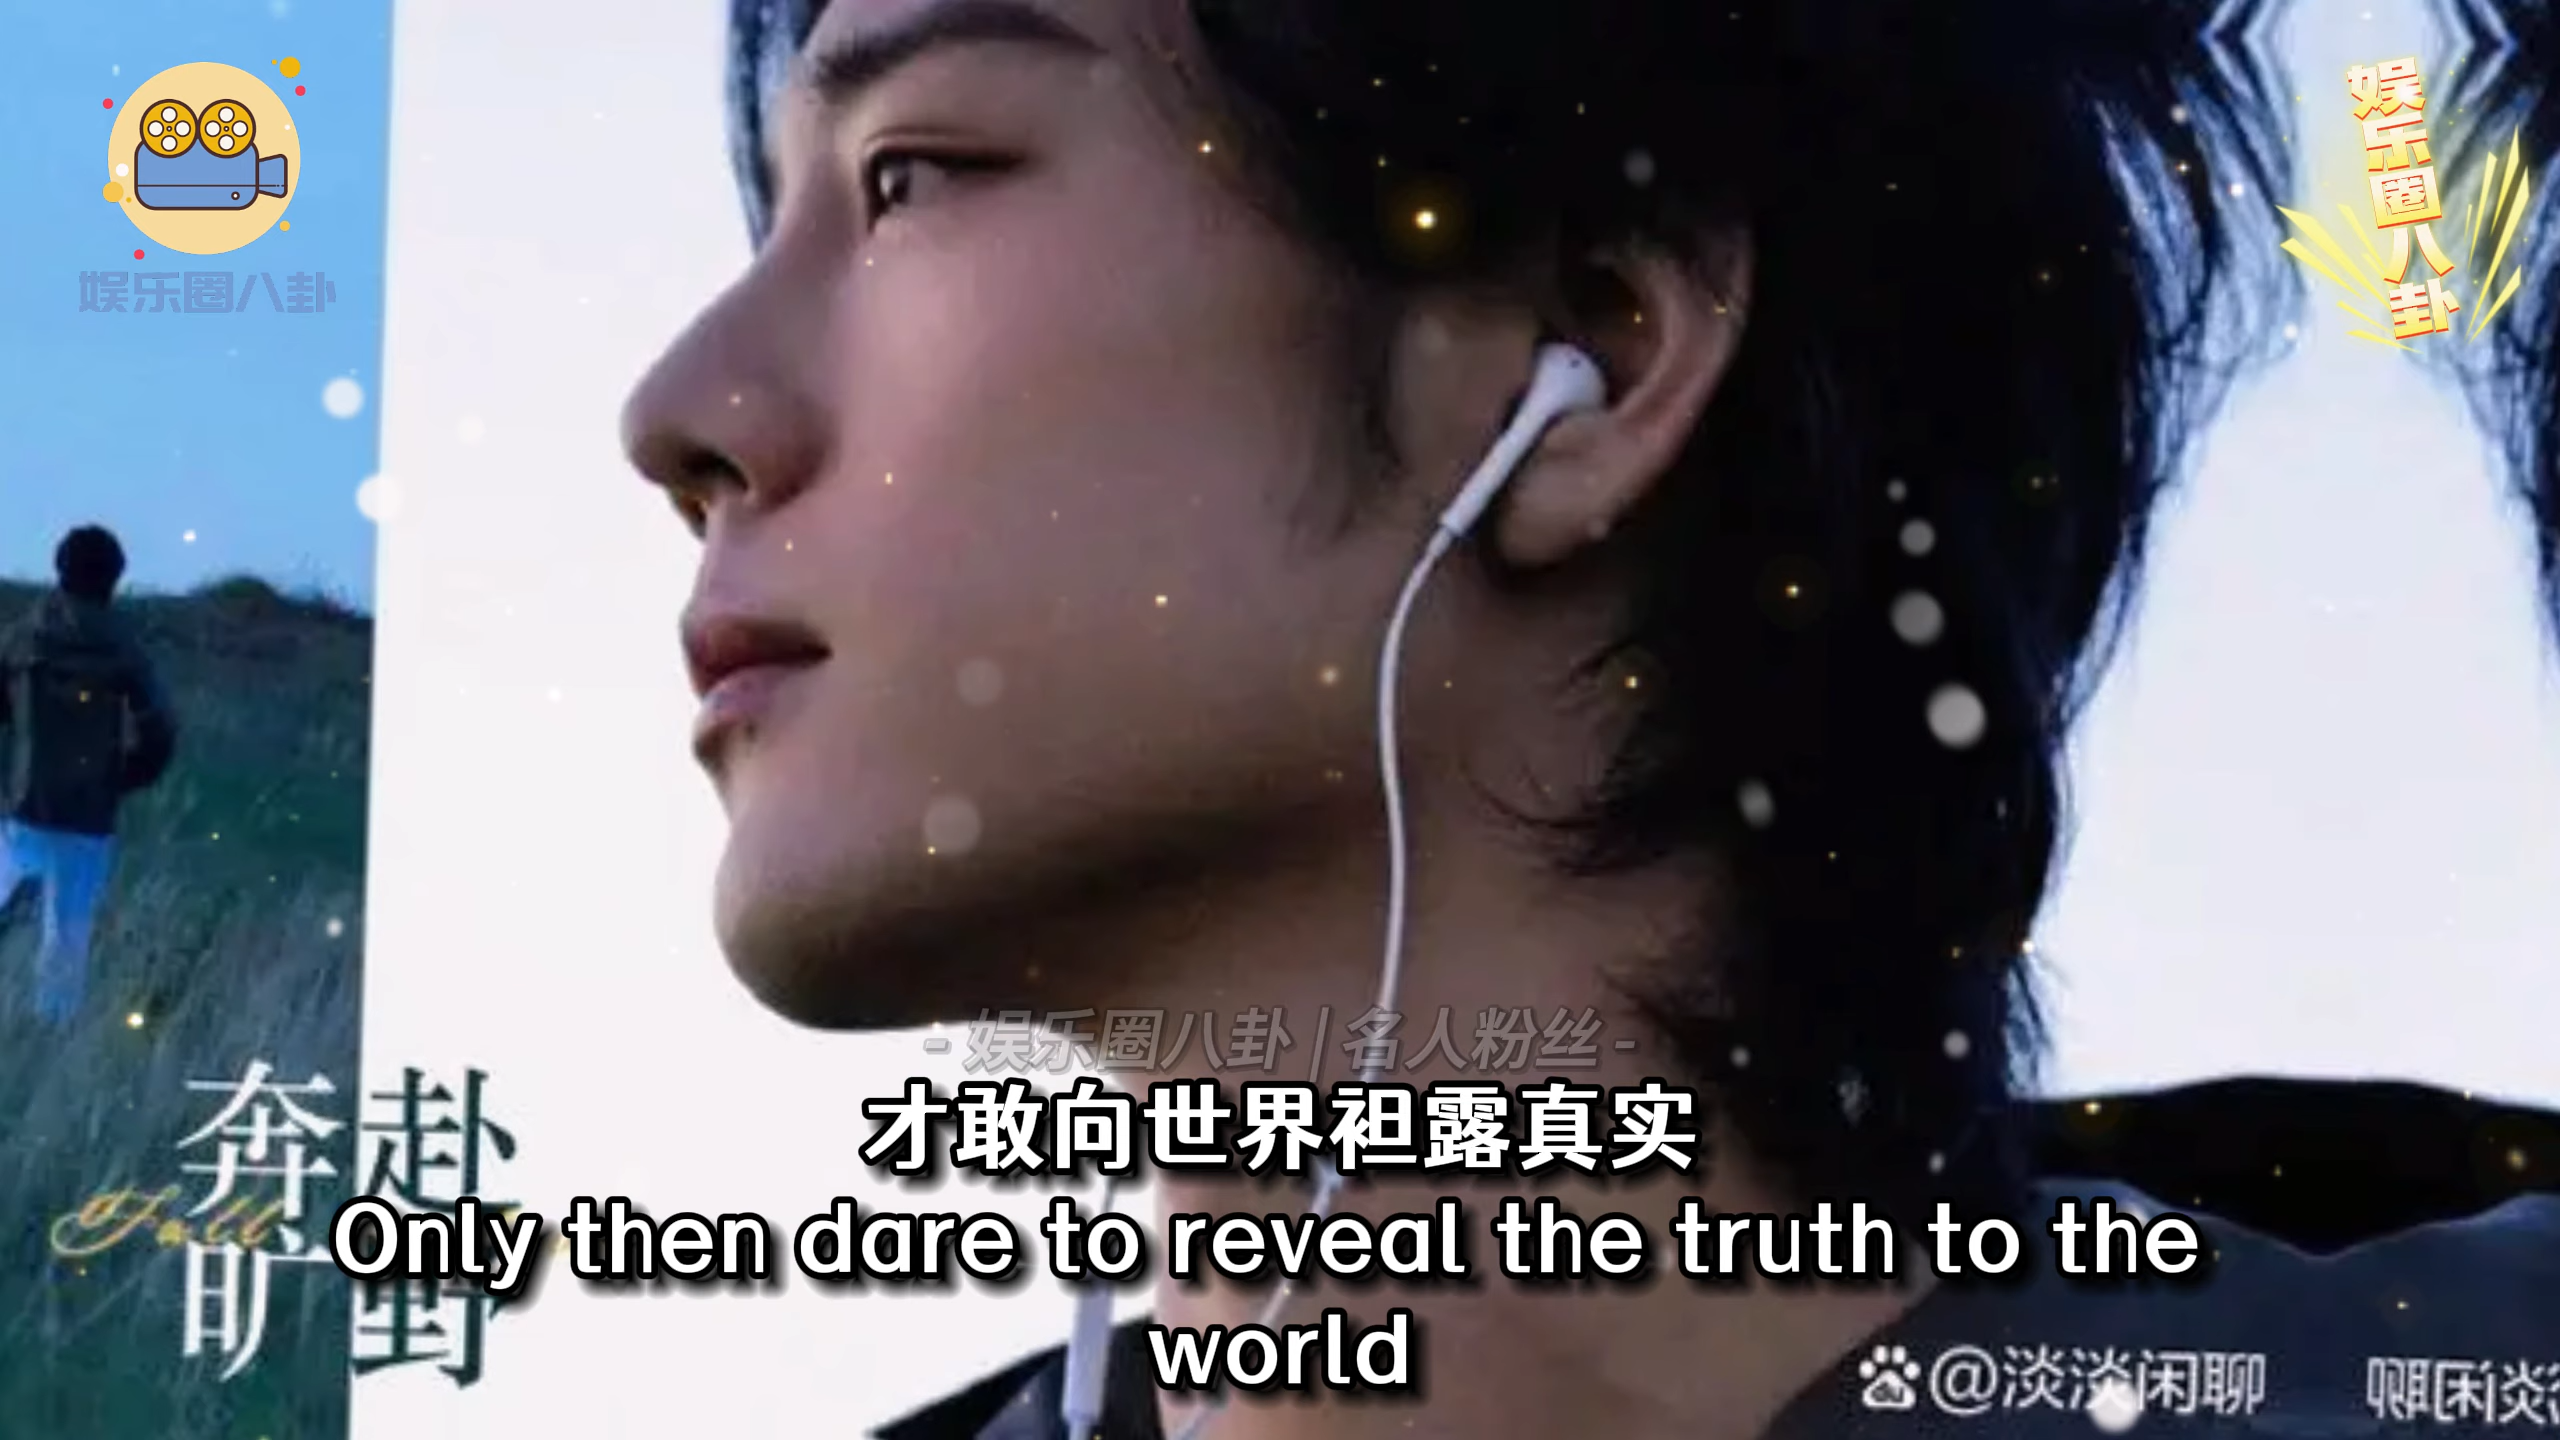 娱乐圈八卦
娱乐圈八卦
- 娱乐圈八卦 | 名人粉丝 -
才敢向世界袒露真实
Only then dare to reveal the truth to the
world
奔赴
旷野
@淡淡闲聊